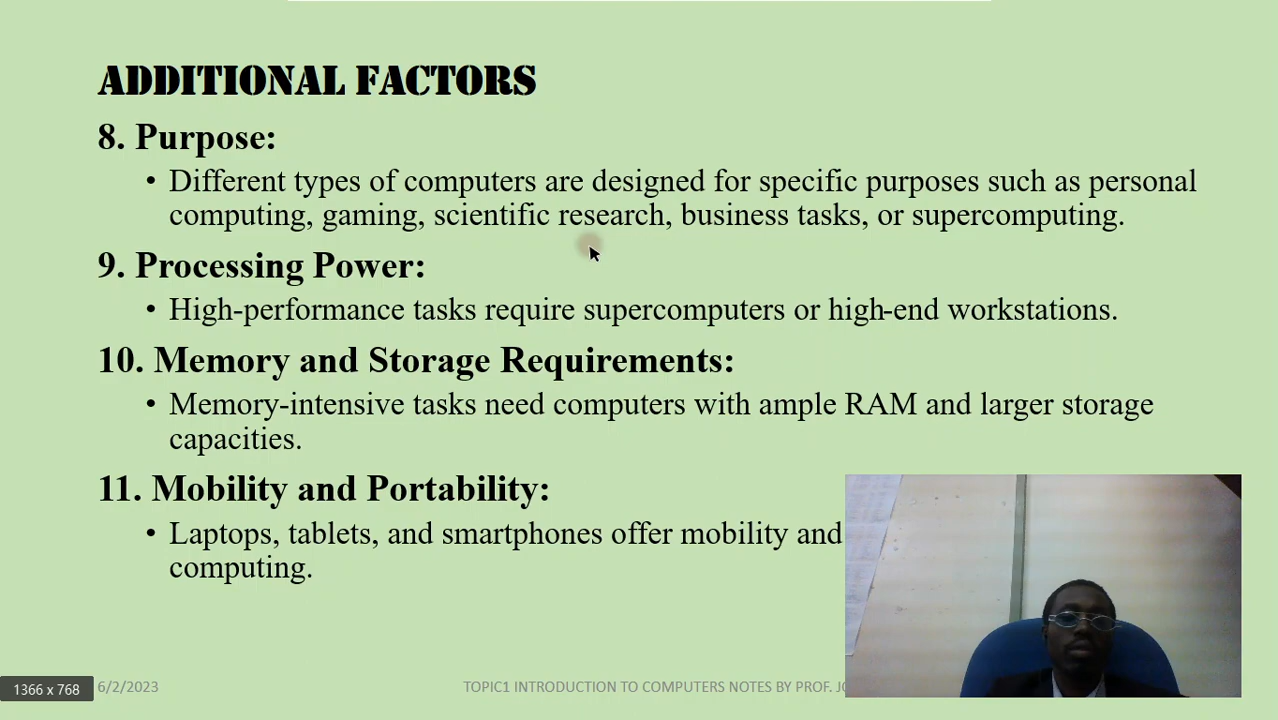 ADDITIONAL FACTORS
8. Purpose:
• Different types of computers are designed for specific purposes such as personal
computing, gaming, scientific research, business tasks, or supercomputing.
9. Processing Power:
• High-performance tasks require supercomputers or high-end workstations.
10. Memory and Storage Requirements:
• Memory-intensive tasks need computers with ample RAM and larger storage
capacities.
11. Mobility and Portability:
• Laptops, tablets, and smartphones offer mobility and
computing.
1366 x 768
6/2/2023
TOPIC1 INTRODUCTION TO COMPUTERS NOTES BY PROF.